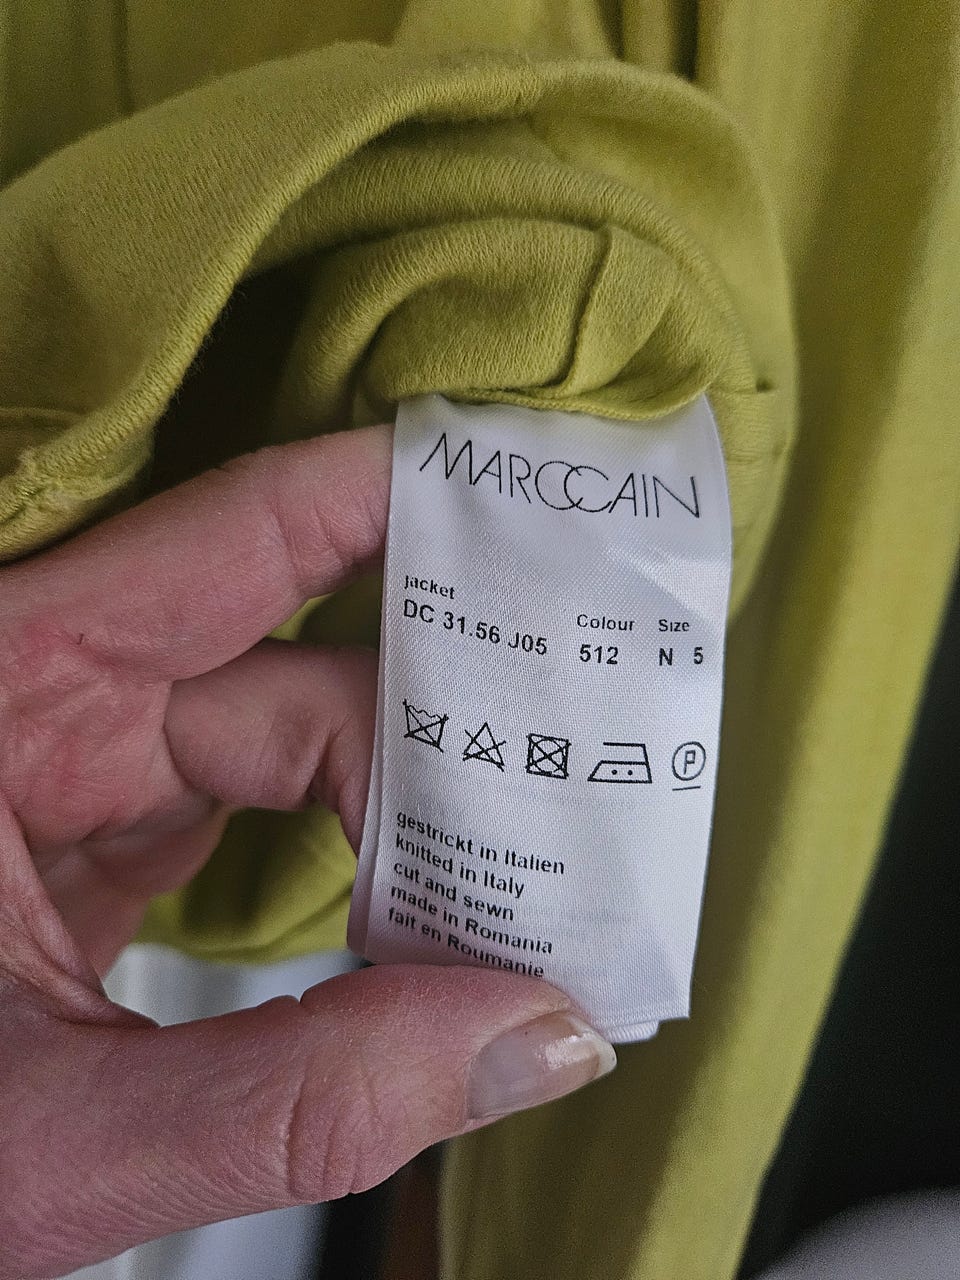 MARCCAIN
Jacket
DC 31.56 J05
Colour
512
Size
N 5
P
gestrickt in Italien
knitted in Italy
cut and sewn
made in Romania
fait en Roumanie